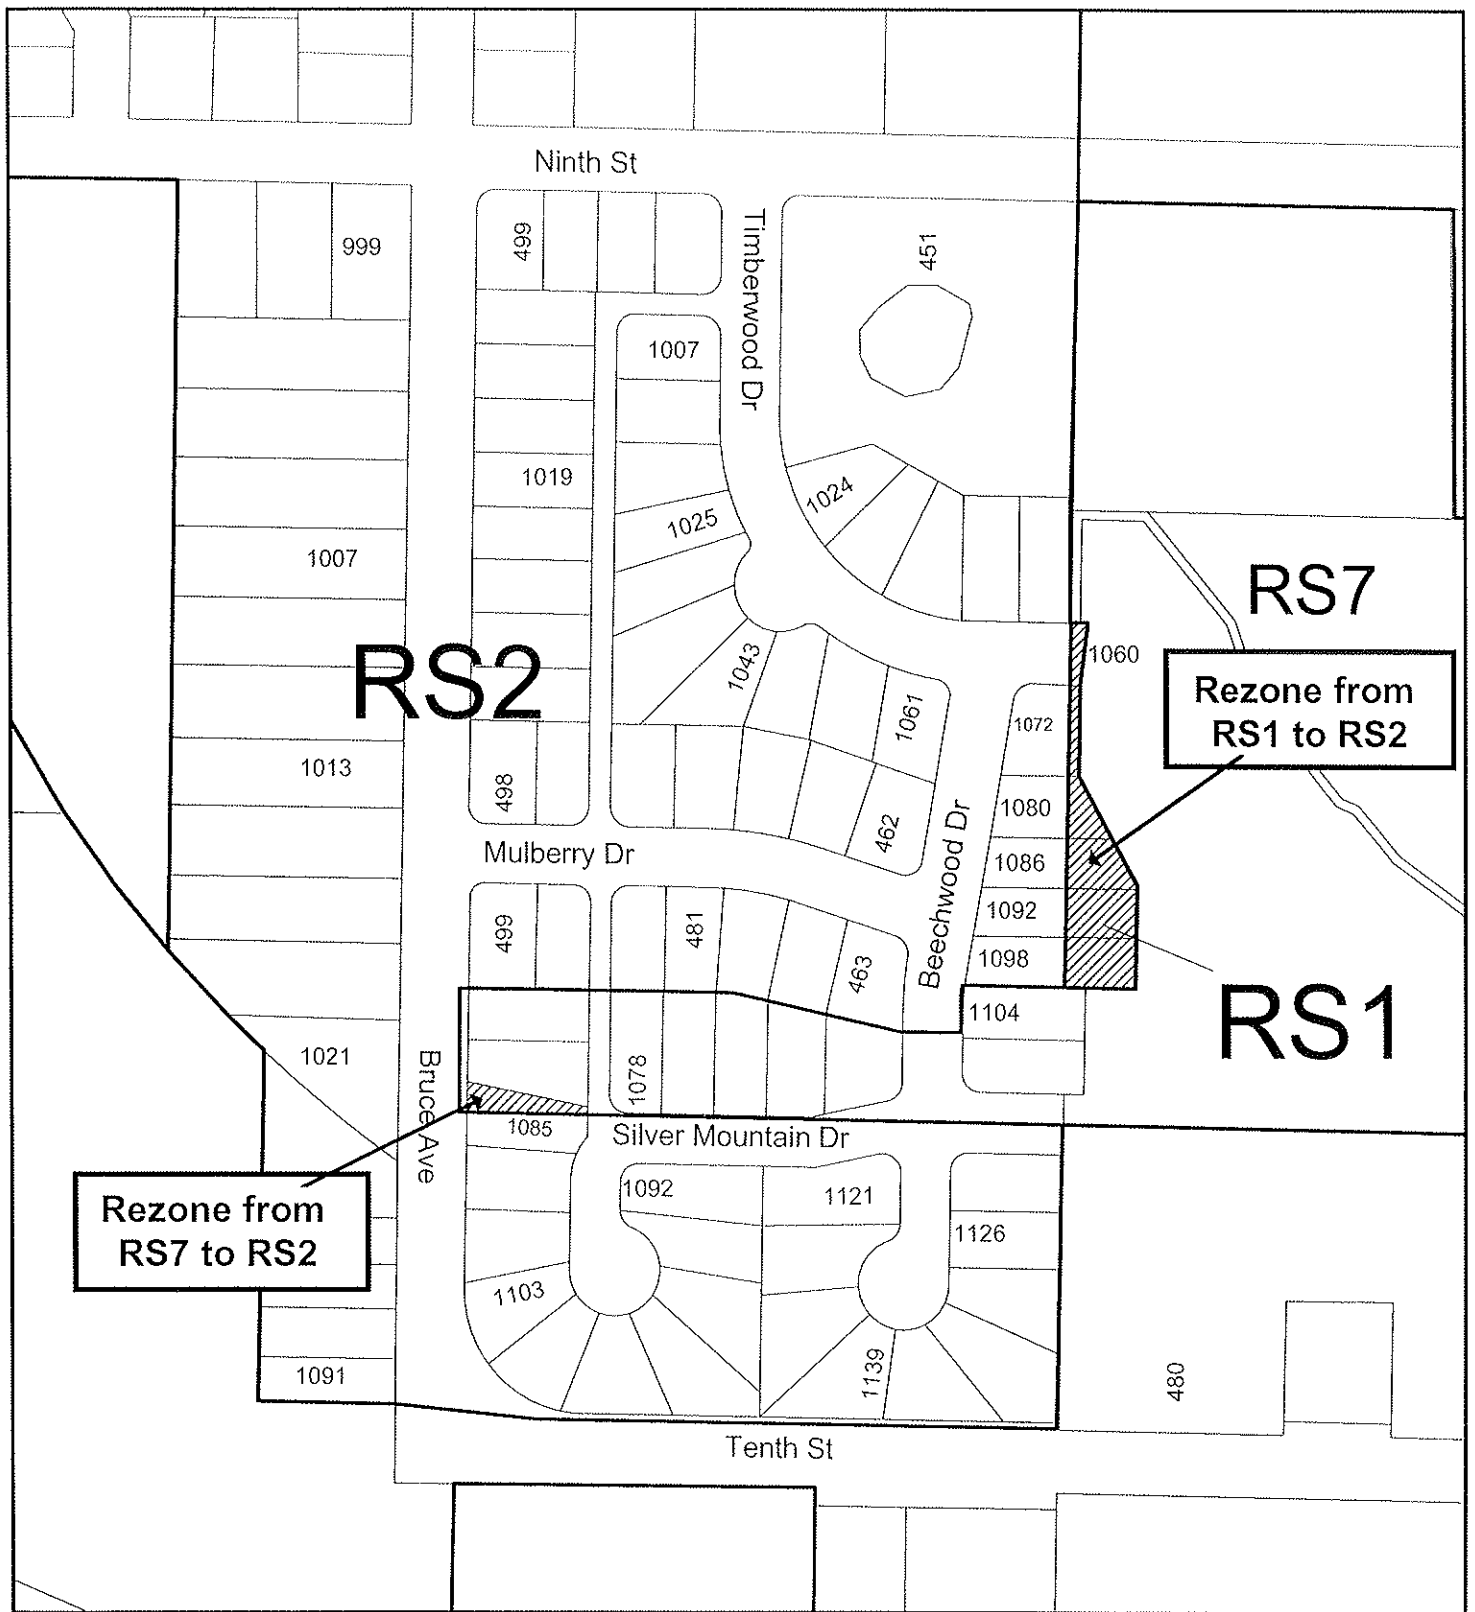 Ninth St
999
499
Timberwood Dr
451
1007
1019
1024
1025
1007
RS7
RS2
1043
1060
Rezone from
RS1 to RS2
1061
1072
1013
498
1080
462
Mulberry Dr
1086
Beechwood Dr
1092
499
481
463
1098
RS1
1104
1021
Bruce Ave
1078
1085
Silver Mountain Dr
1092
1121
Rezone from
RS7 to RS2
1126
1103
1091
1139
480
Tenth St